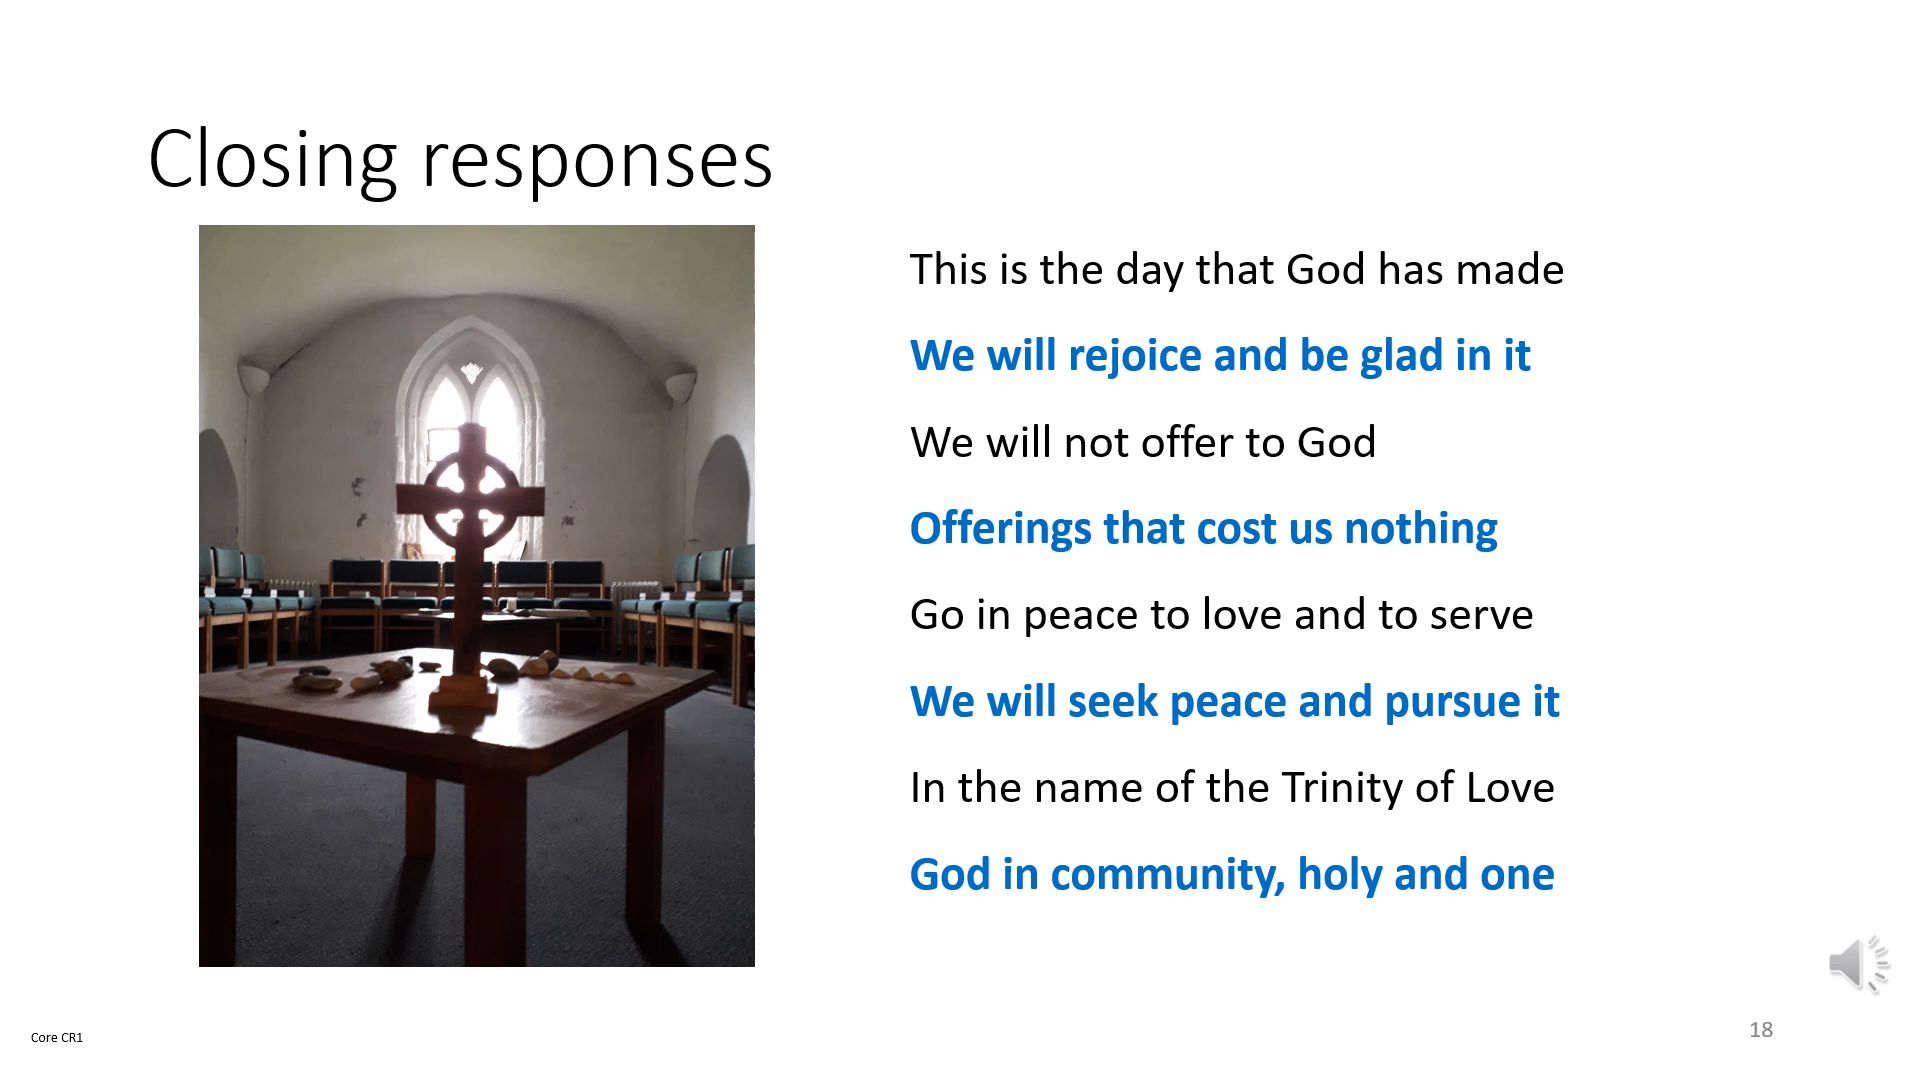 Closing responses
This is the day that God has made
We will rejoice and be glad in it
We will not offer to God
Offerings that cost us nothing
Go in peace to love and to serve
We will seek peace and pursue it
In the name of the Trinity of Love
God in community, holy and one
Core CR1
18